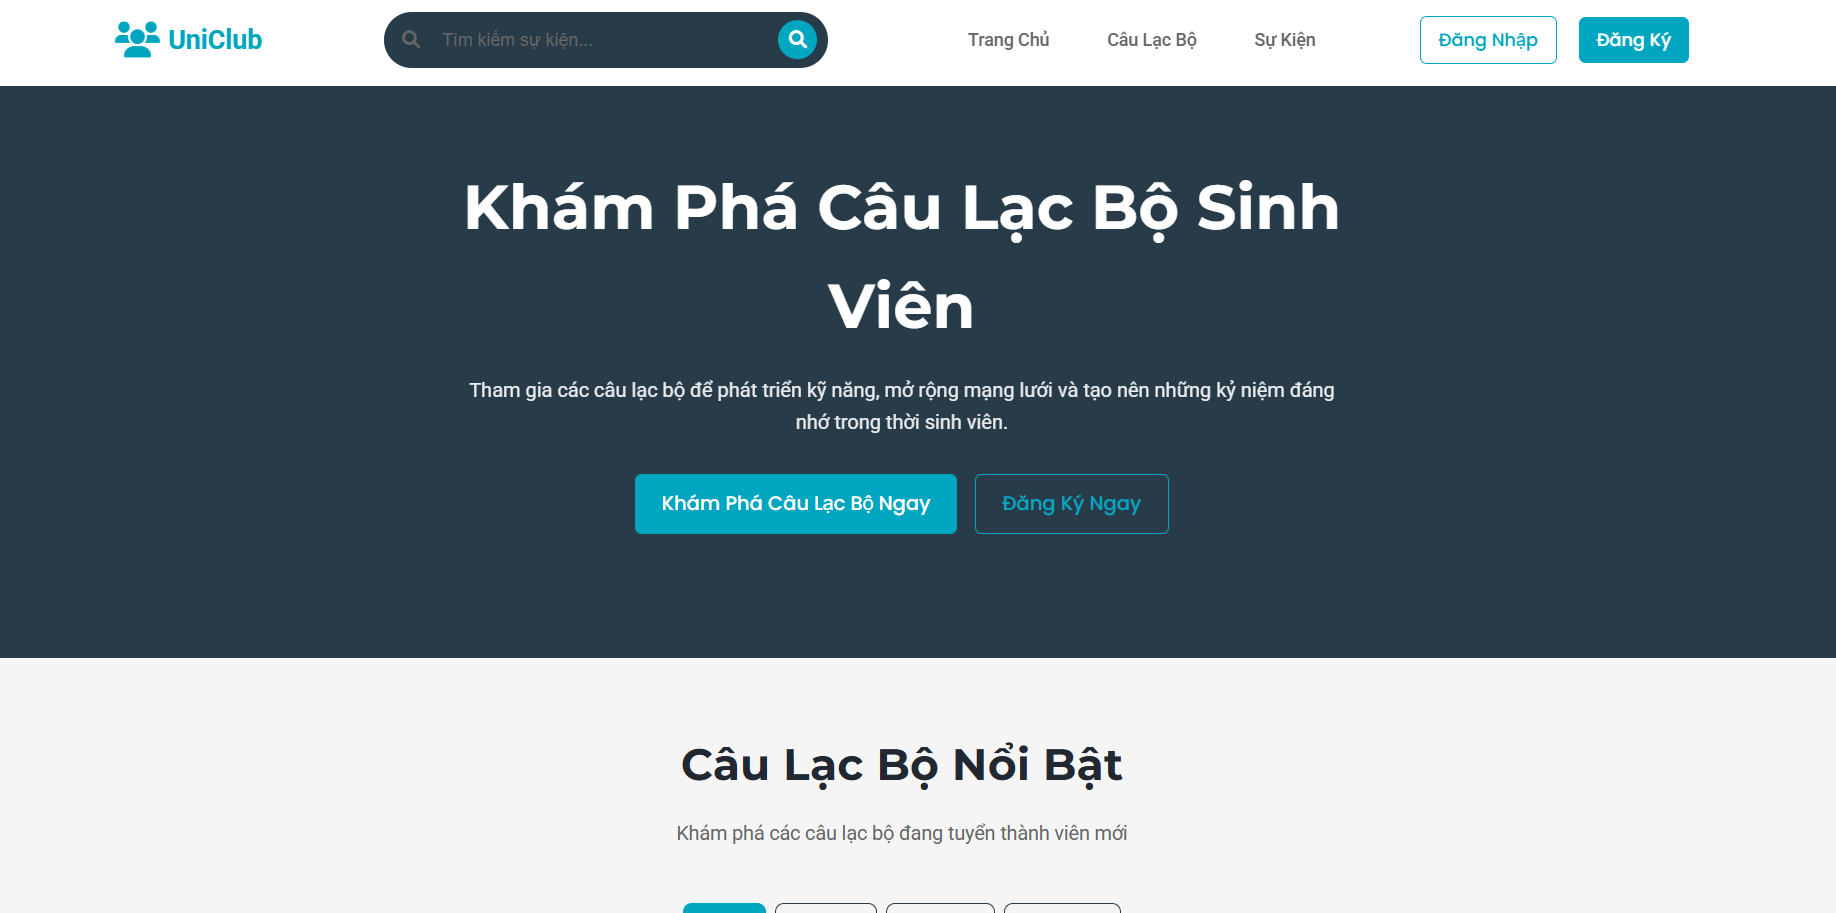 UniClub
Tìm kiếm sự kiện...
Trang Chủ
Câu Lạc Bộ
Sự Kiện
Đăng Nhập
Đăng Ký
Khám Phá Câu Lạc Bộ Sinh
Viên
Tham gia các câu lạc bộ để phát triển kỹ năng, mở rộng mạng lưới và tạo nên những kỷ niệm đáng
nhớ trong thời sinh viên.
Khám Phá Câu Lạc Bộ Ngay
Đăng Ký Ngay
Câu Lạc Bộ Nổi Bật
Khám phá các câu lạc bộ đang tuyển thành viên mới